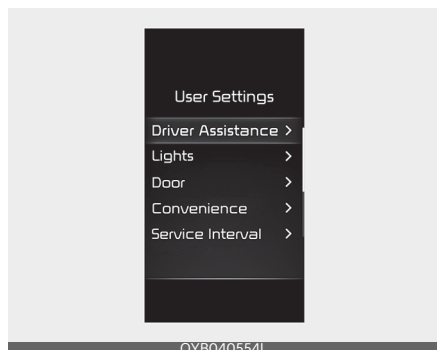 User Settings
Driver Assistance >
Lights >
Door >
Convenience >
Service Interval >
OYB040554L